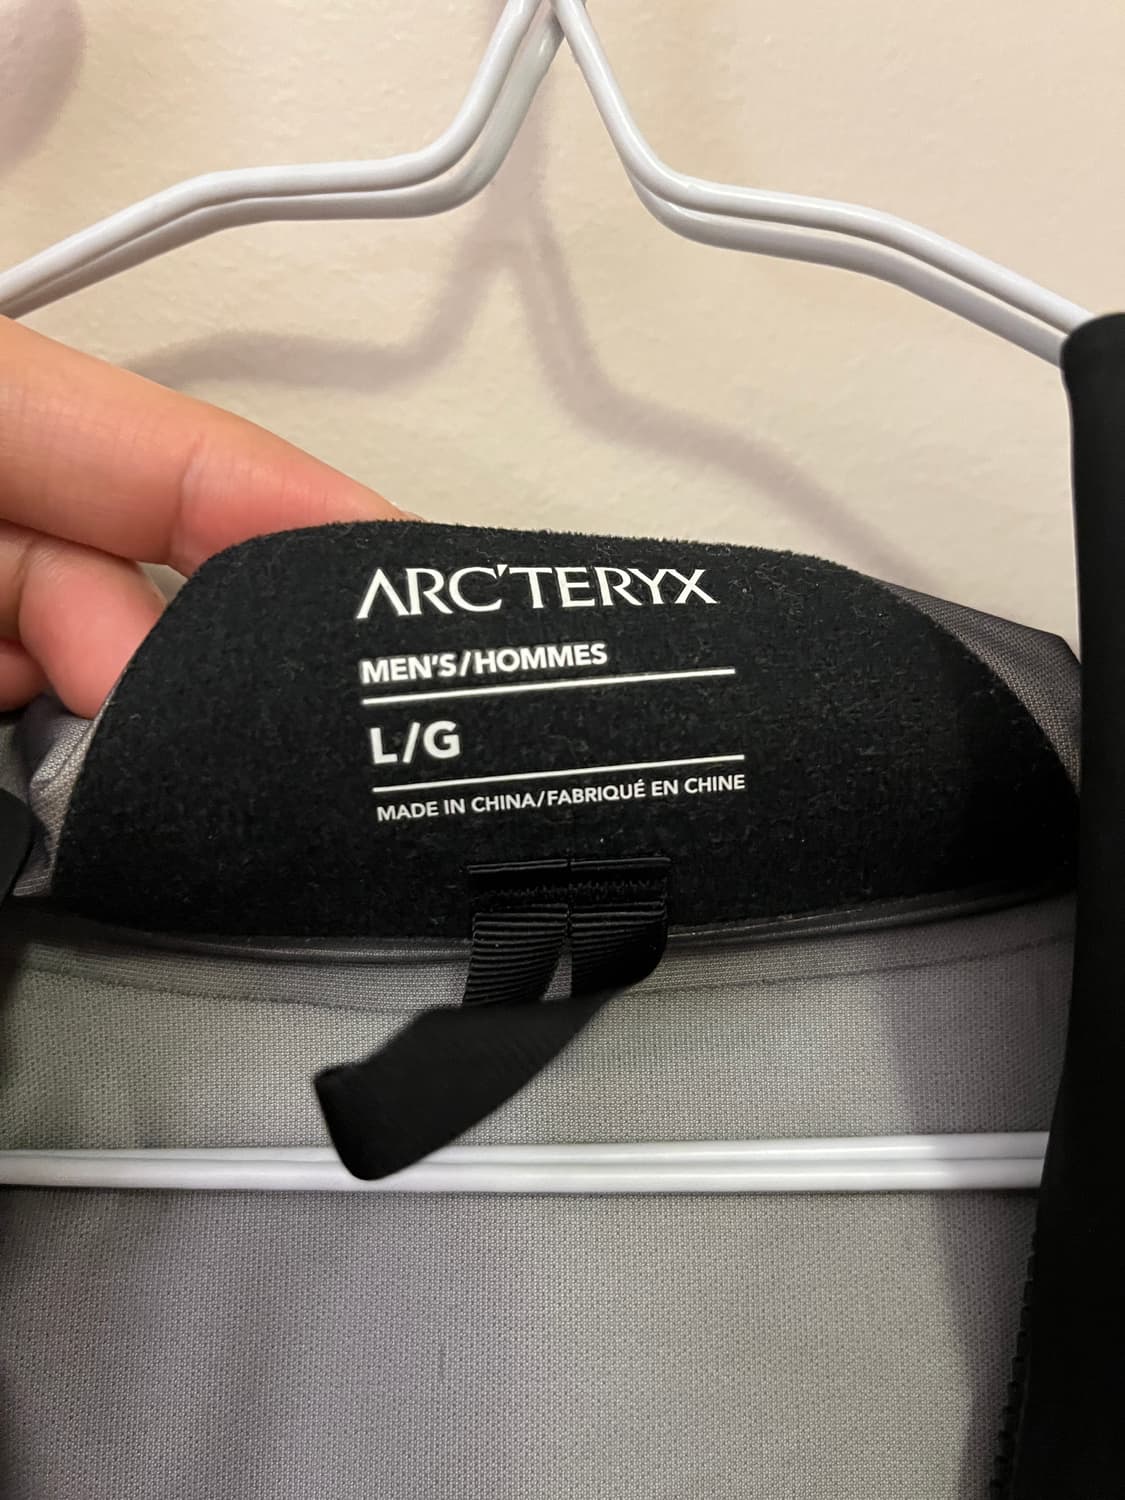 ARC'TERYX
MEN'S/HOMMES
L/G
MADE IN CHINA/FABRIQUÉ EN CHINE